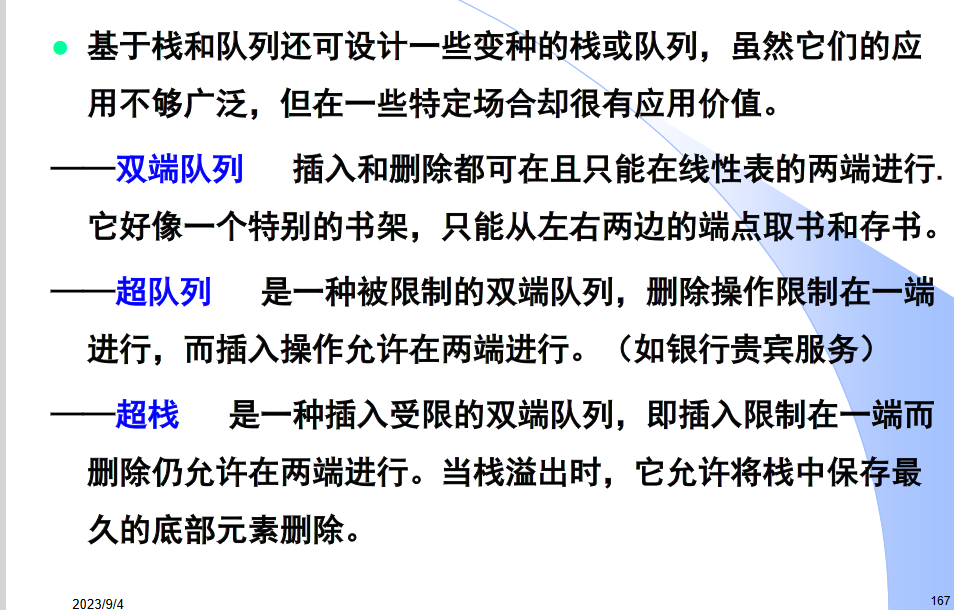 基于栈和队列还可设计一些变种的栈或队列，虽然它们的应
用不够广泛，但在一些特定场合却很有应用价值。
——双端队列 插入和删除都可在且只能在线性表的两端进行.
它好像一个特别的书架，只能从左右两边的端点取书和存书。
——超队列 是一种被限制的双端队列，删除操作限制在一端
进行，而插入操作允许在两端进行。（如银行贵宾服务）
——超栈 是一种插入受限的双端队列，即插入限制在一端而
删除仍允许在两端进行。当栈溢出时，它允许将栈中保存最
久的底部元素删除。
2023/9/4
167